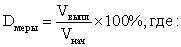 Dмеры = Vвыпл / Vнач × 100%, где :